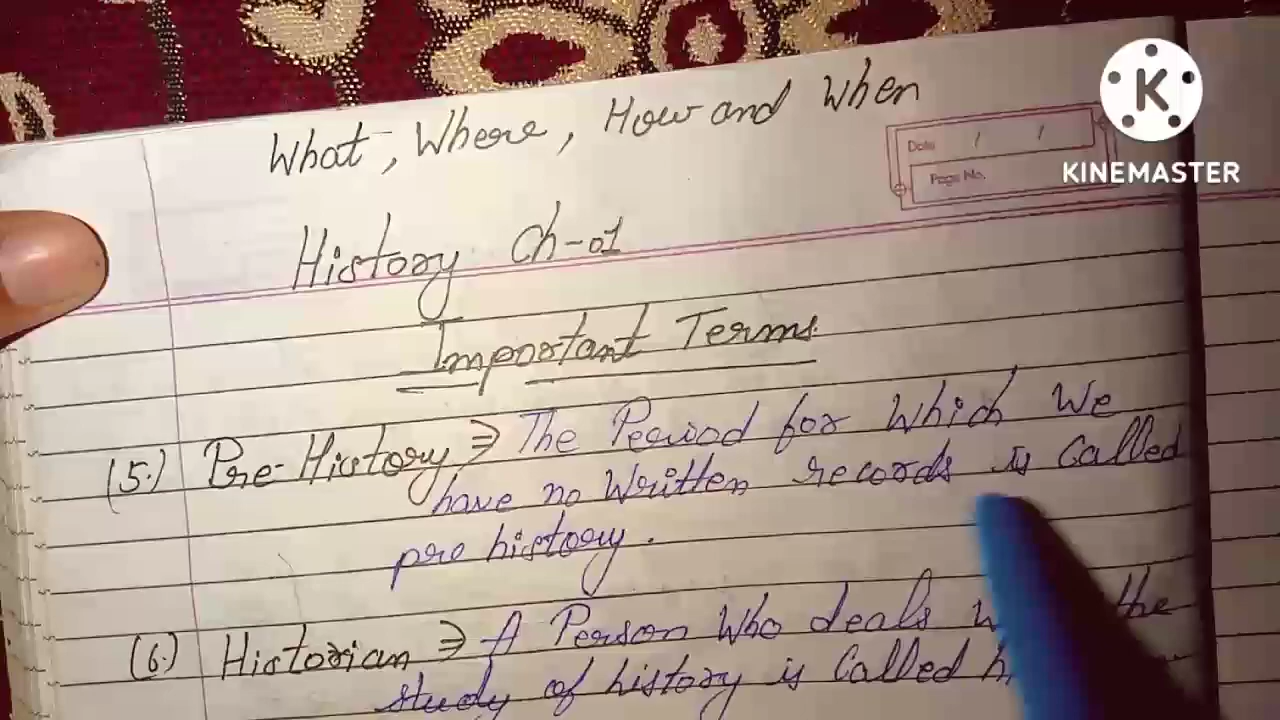 What, Where, How and When
Date / /
Page No.
K
KINEMASTER
History Ch-01
Important Terms
(5.) Pre-History ⇒ The Period for which We
have no Written records is Called
pre history.
(6.) Historian ⇒ A Person Who deals the
study of history is Called